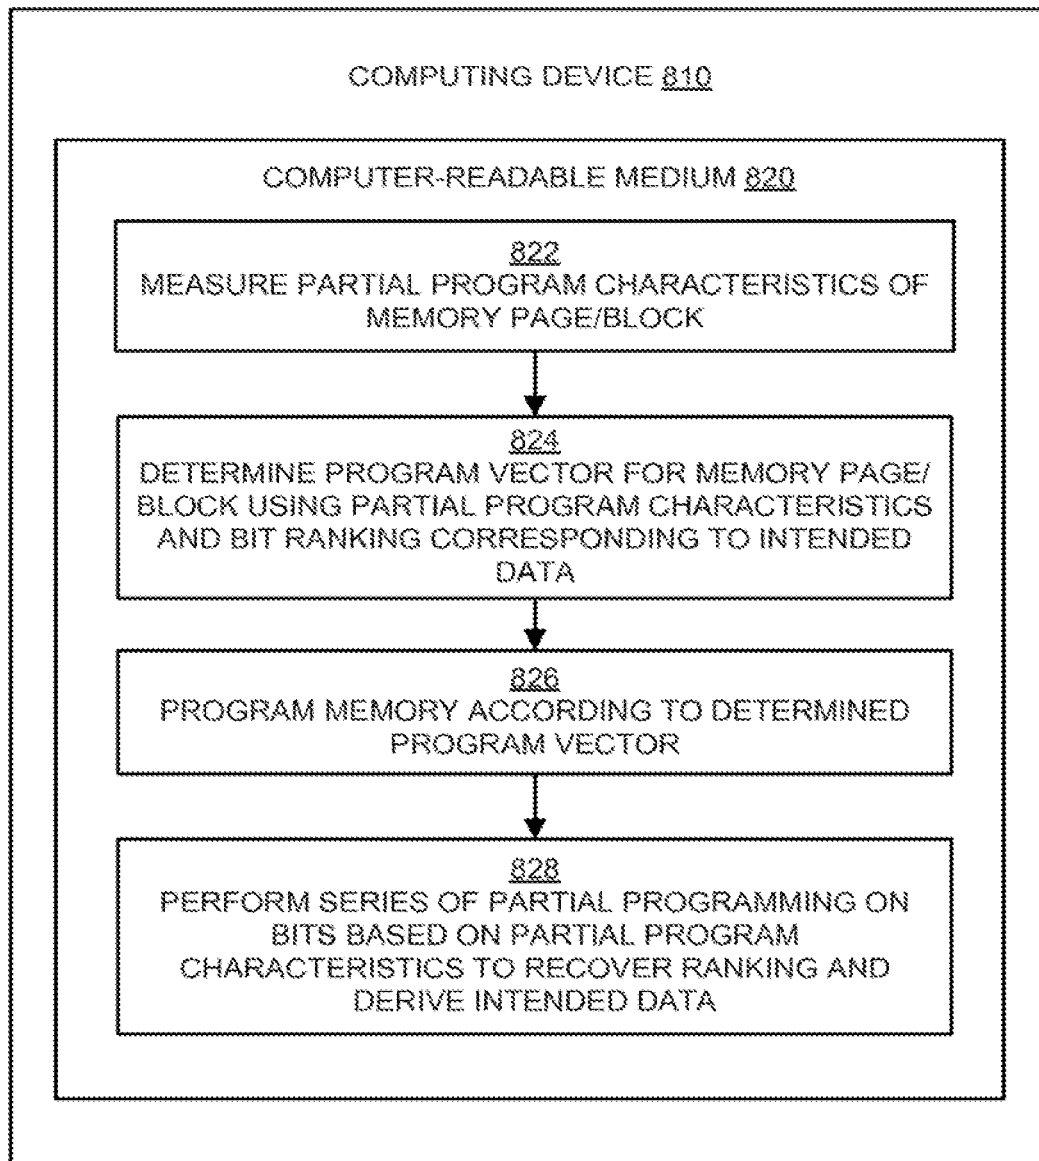 COMPUTING DEVICE 810
COMPUTER-READABLE MEDIUM 820
822
MEASURE PARTIAL PROGRAM CHARACTERISTICS OF
MEMORY PAGE/BLOCK
824
DETERMINE PROGRAM VECTOR FOR MEMORY PAGE/
BLOCK USING PARTIAL PROGRAM CHARACTERISTICS
AND BIT RANKING CORRESPONDING TO INTENDED
DATA
826
PROGRAM MEMORY ACCORDING TO DETERMINED
PROGRAM VECTOR
828
PERFORM SERIES OF PARTIAL PROGRAMMING ON
BITS BASED ON PARTIAL PROGRAM
CHARACTERISTICS TO RECOVER RANKING AND
DERIVE INTENDED DATA